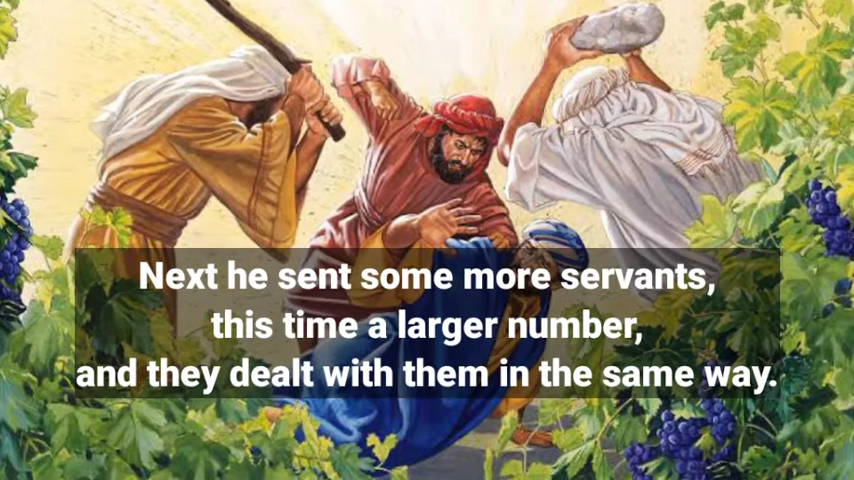 Next he sent some more servants,
this time a larger number,
and they dealt with them in the same way.